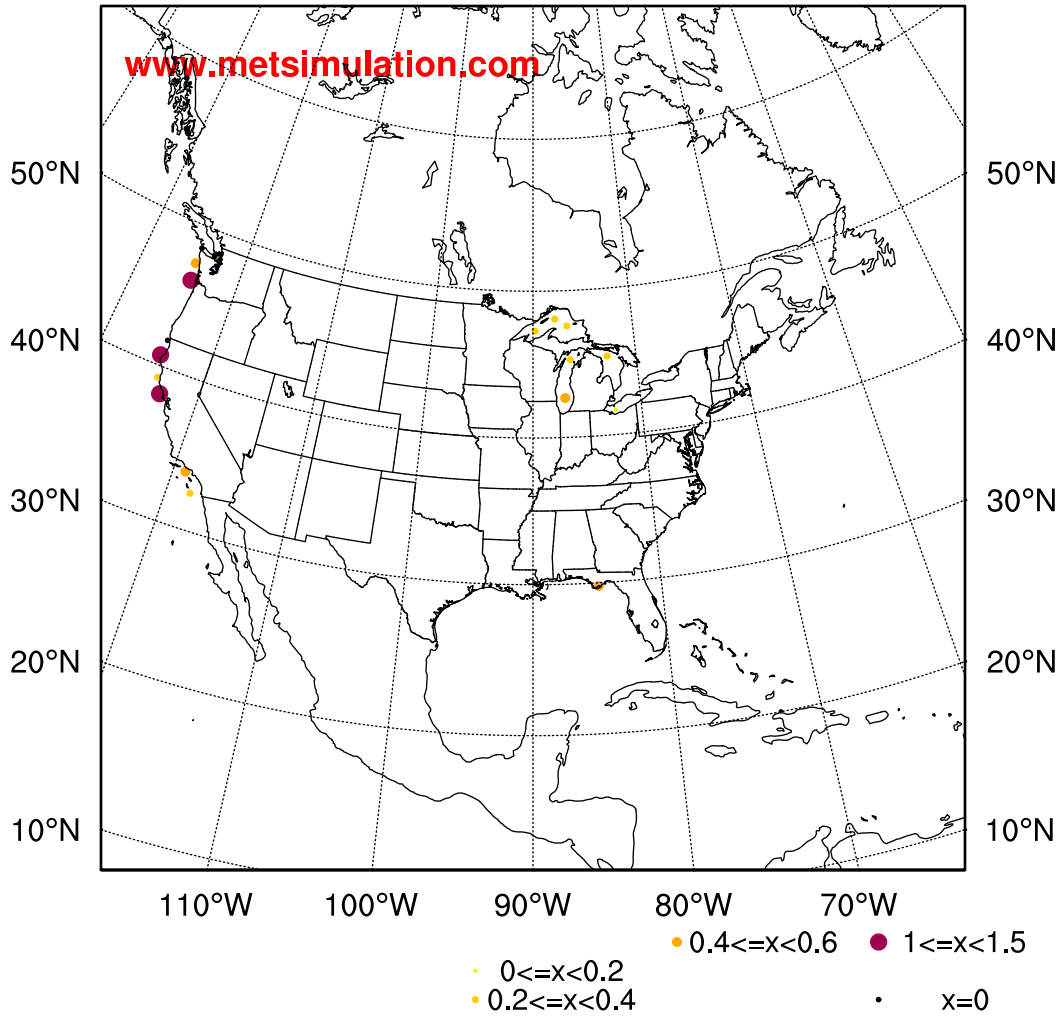 www.metsimulation.com
50°N 50°N
40°N 40°N
30°N 30°N
20°N 20°N
10°N 10°N
110°W 100°W 90°W 80°W 70°W
0.4<=x<0.6 1<=x<1.5
0<=x<0.2
0.2<=x<0.4 x=0